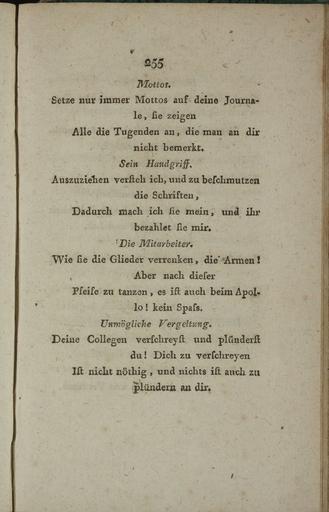 255
Mottos.
Setze nur immer Mottos auf deine Journa-
le, ſie zeigen
Alle die Tugenden an, die man an dir
nicht bemerkt.
Sein Handgriff.
Auszuziehen verſteh ich, und zu beſchmutzen
die Schriften,
Dadurch mach ich ſie mein, und ihr
bezahlet ſie mir.
Die Mitarbeiter.
Wie ſie die Glieder verrenken, die Armen!
Aber nach dieſer
Pfeife zu tanzen, es iſt auch beim Apol-
lo! kein Spaſs.
Unmögliche Vergeltung.
Deine Collegen verſchreyſt und plünderſt
du! Dich zu verſchreyen
Iſt nicht nöthig, und nichts iſt auch zu
plündern an dir.